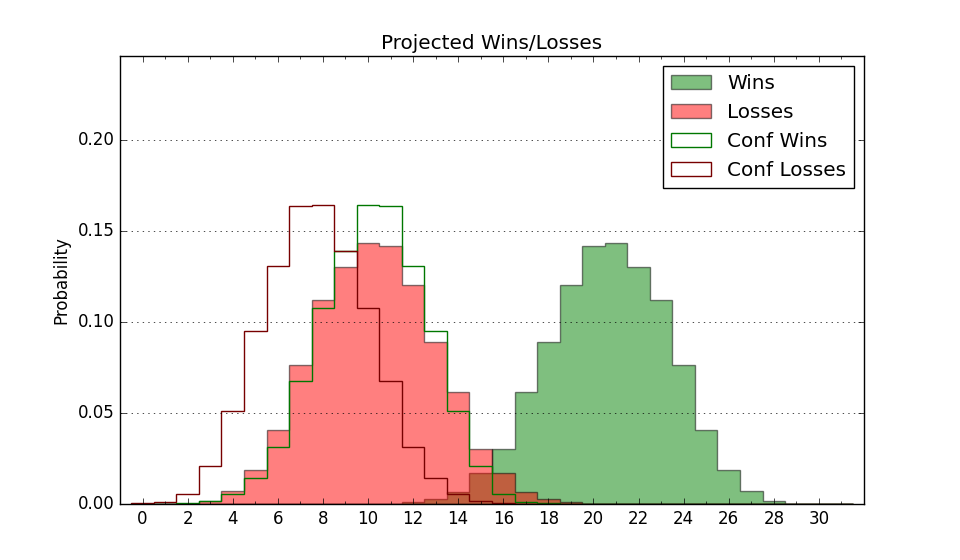 Projected Wins/Losses
Wins
Losses
Conf Wins
Conf Losses
Probability
0.20
0.15
0.10
0.05
0.00
0 2 4 6 8 10 12 14 16 18 20 22 24 26 28 30